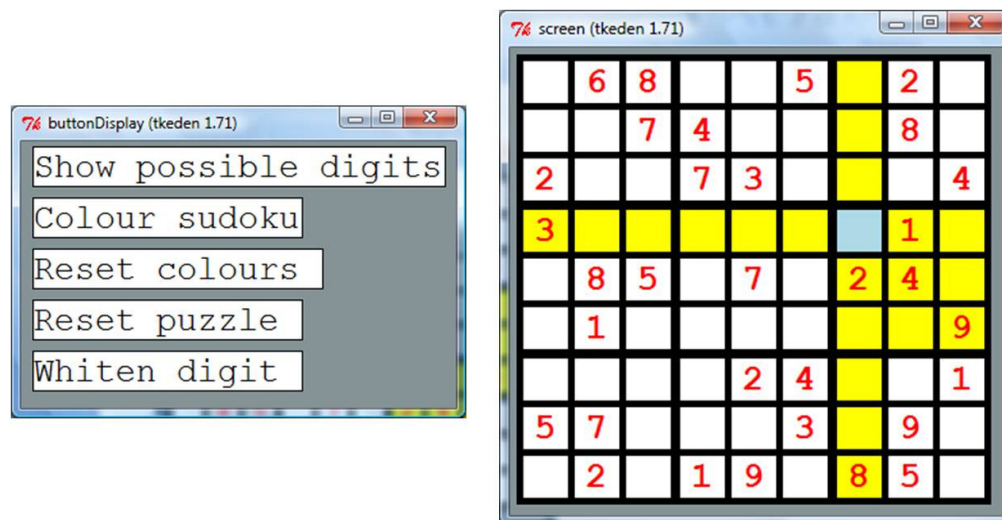 buttonDisplay (tkeden 1.71)
Show possible digits
Colour sudoku
Reset colours
Reset puzzle
Whiten digit
screen (tkeden 1.71)
6 8 5 2
7 4 8
2 7 3 4
3 1
8 5 7 2 4
1 9
2 4 1
5 7 3 9
2 1 9 8 5